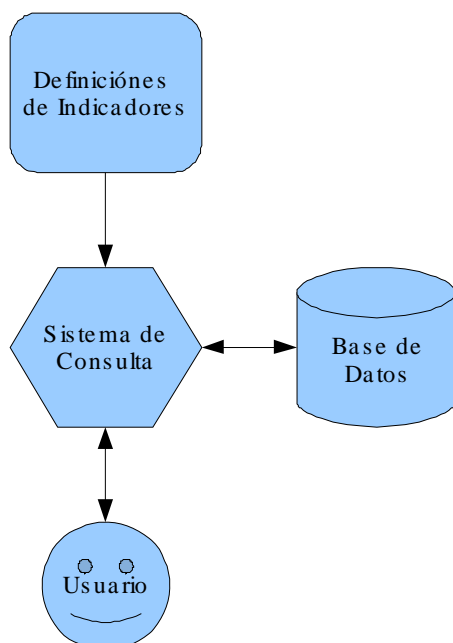 Definiciónes
de Indicadores
Sistema de
Consulta
Base de
Datos
Usuario